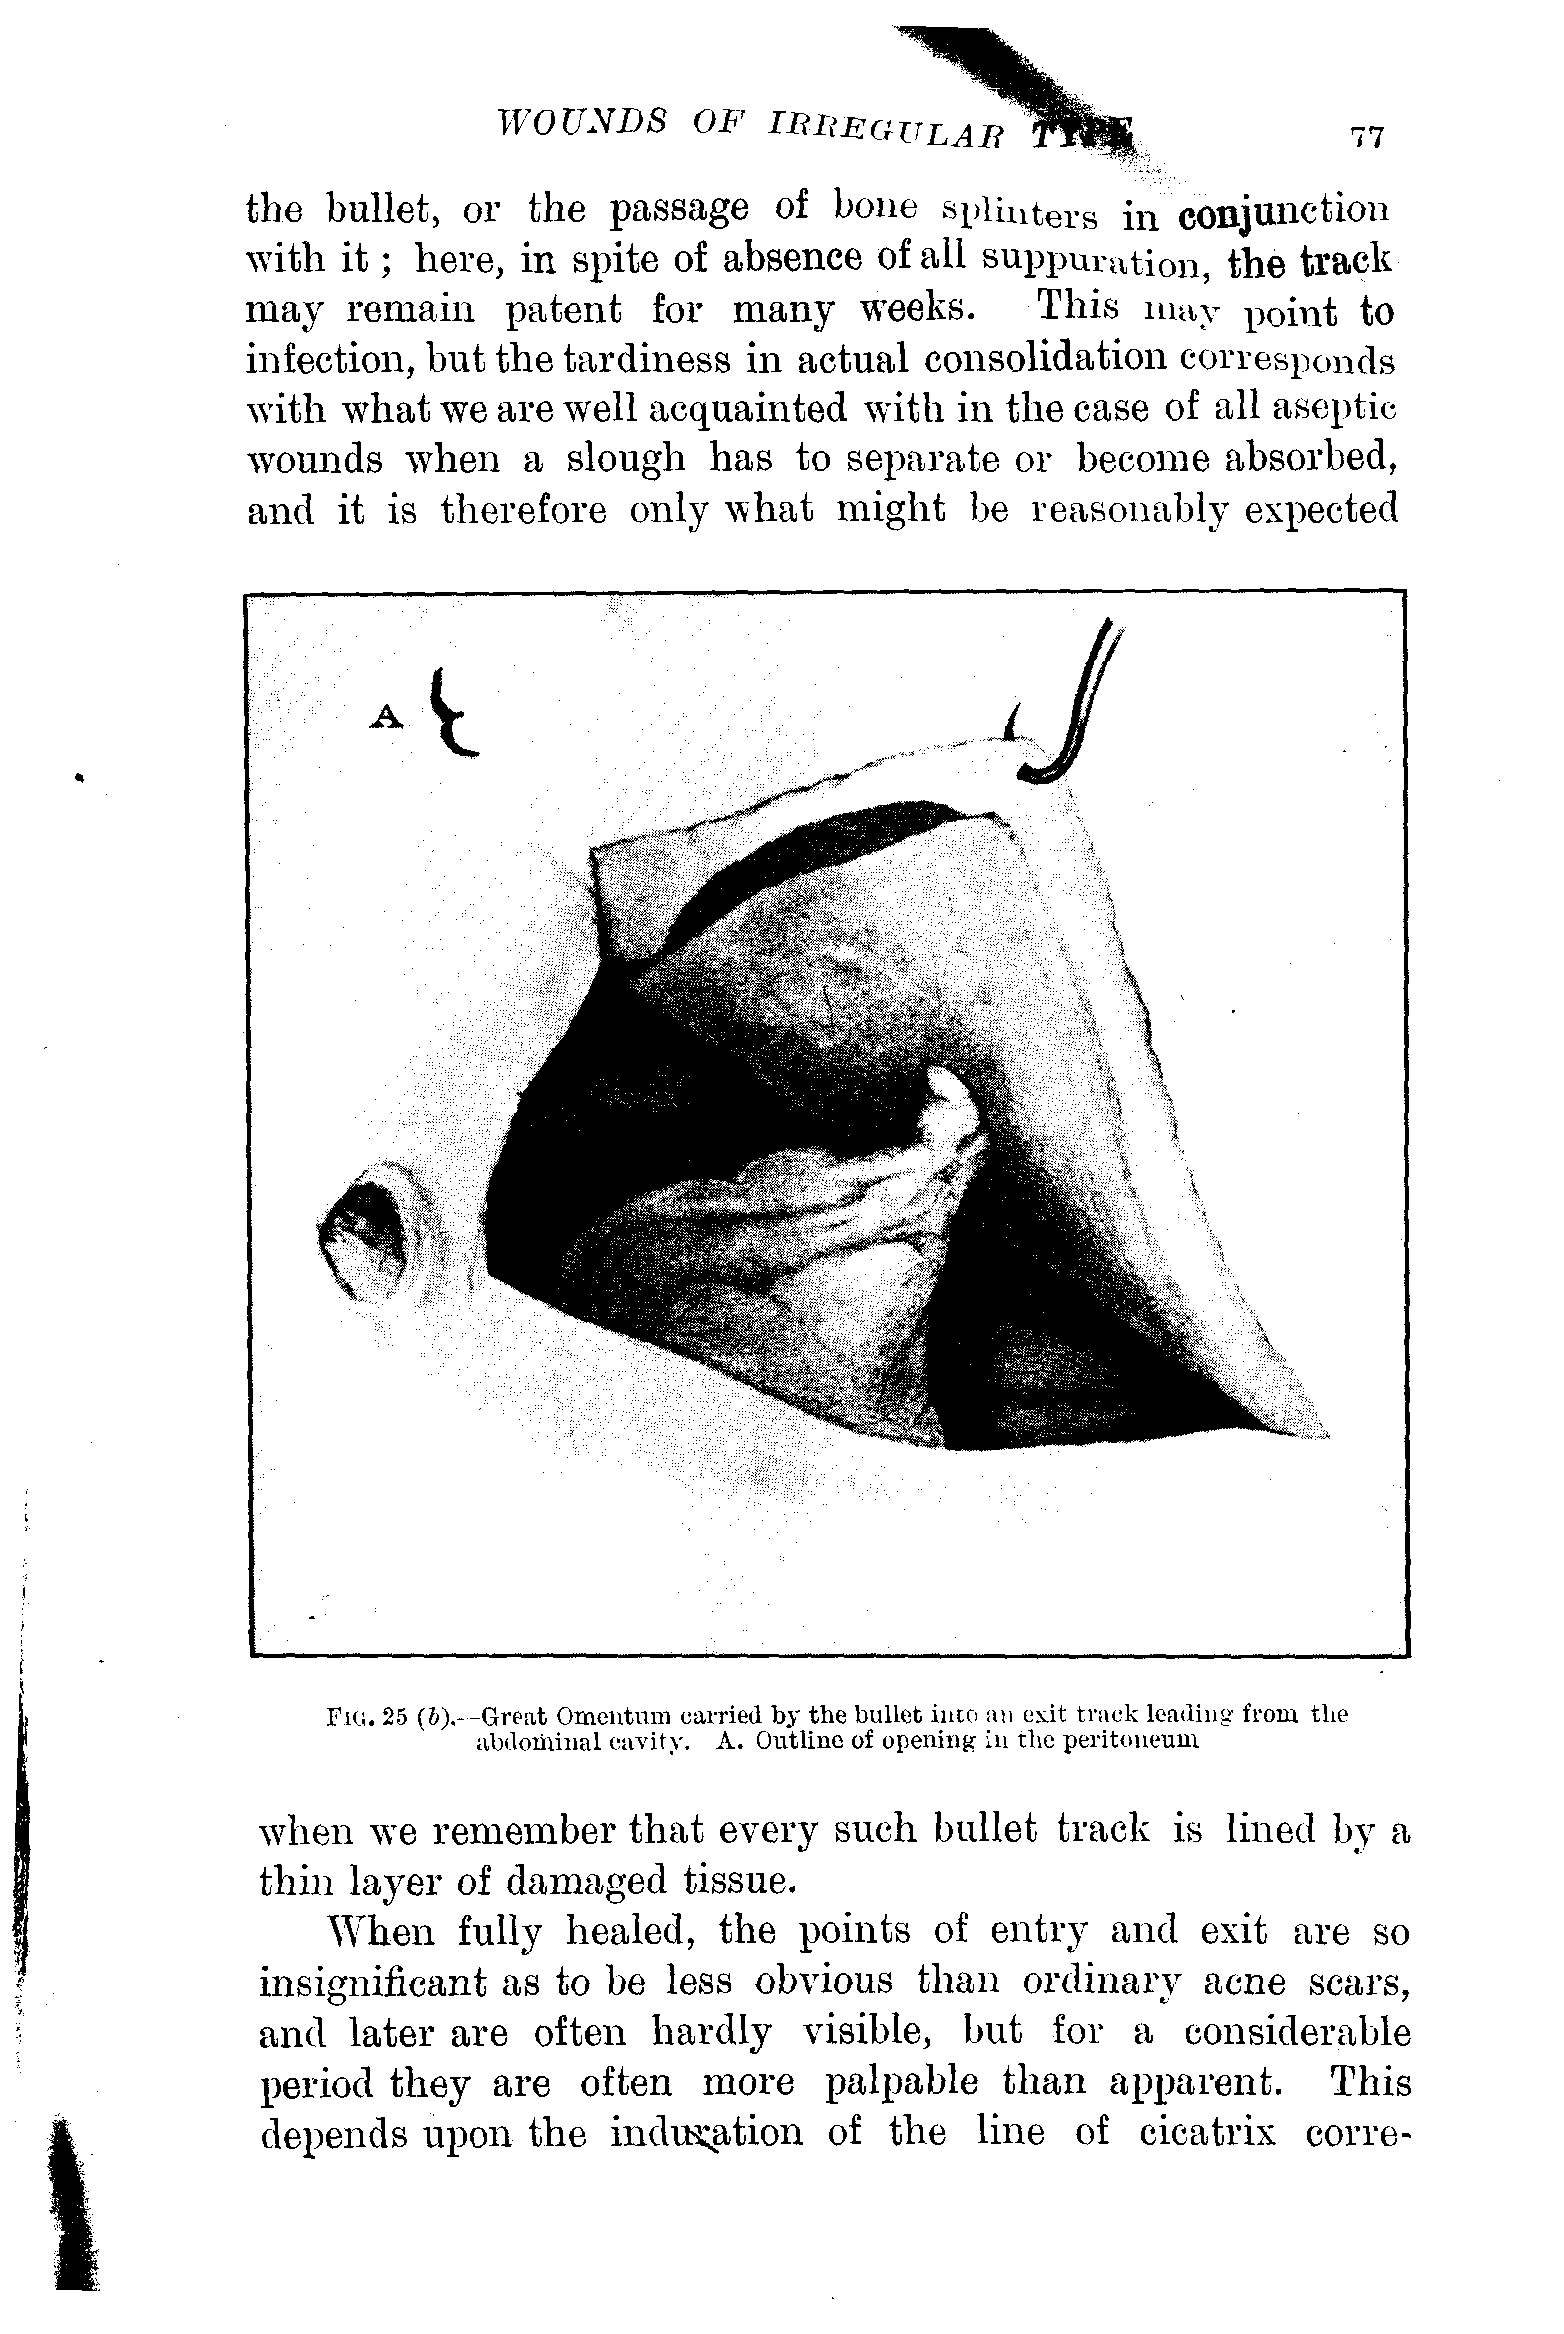 WOUNDS OF IRREGULAR TYPE 77
the bullet, or the passage of bone splinters in conjunction
with it ; here, in spite of absence of all suppuration, the track
may remain patent for many weeks. This may point to
infection, but the tardiness in actual consolidation corresponds
with what we are well acquainted with in the case of all aseptic
wounds when a slough has to separate or become absorbed,
and it is therefore only what might be reasonably expected
A
FIG. 25 (b).--Great Omentum carried by the bullet into an exit track leading from the
abdominal cavity. A. Outline of opening in the peritoneum
when we remember that every such bullet track is lined by a
thin layer of damaged tissue.
When fully healed, the points of entry and exit are so
insignificant as to be less obvious than ordinary acne scars,
and later are often hardly visible, but for a considerable
period they are often more palpable than apparent. This
depends upon the induration of the line of cicatrix corre-